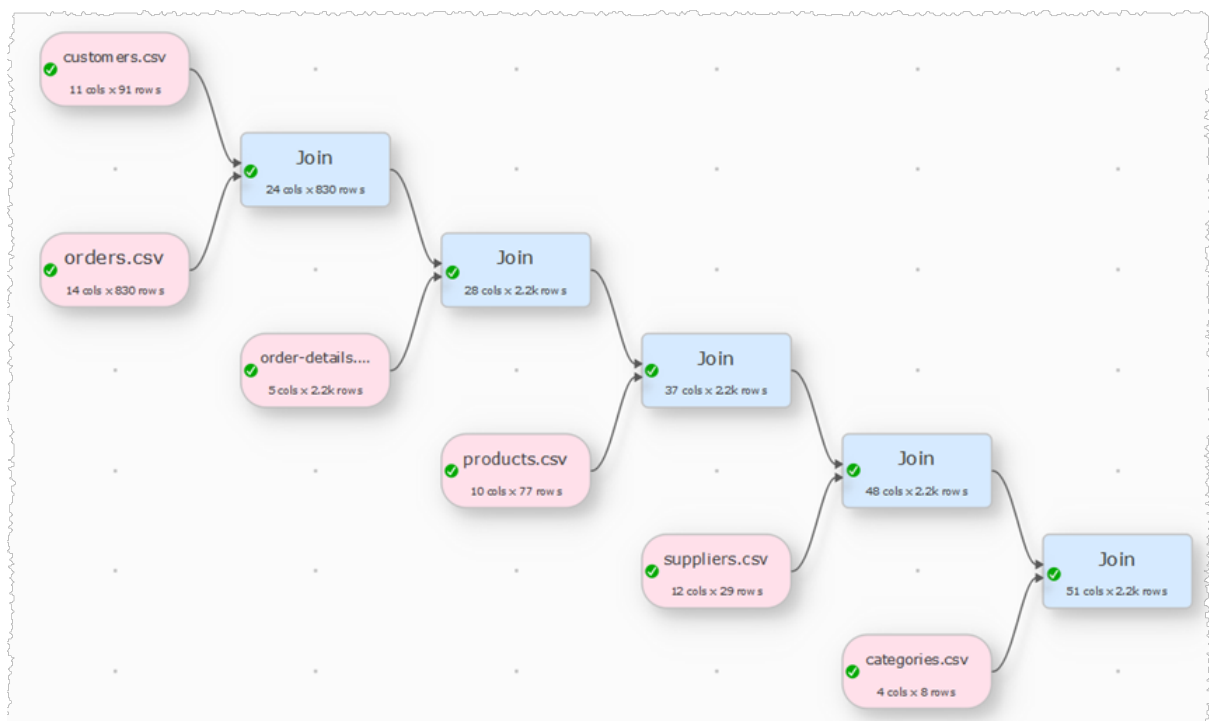 customers.csv
11 cols x 91 rows
Join
24 cols x 830 rows
orders.csv
14 cols x 830 rows
Join
28 cols x 2.2k rows
order-details....
5 cols x 2.2k rows
Join
37 cols x 2.2k rows
products.csv
10 cols x 77 rows
Join
48 cols x 2.2k rows
suppliers.csv
12 cols x 29 rows
Join
51 cols x 2.2k rows
categories.csv
4 cols x 8 rows